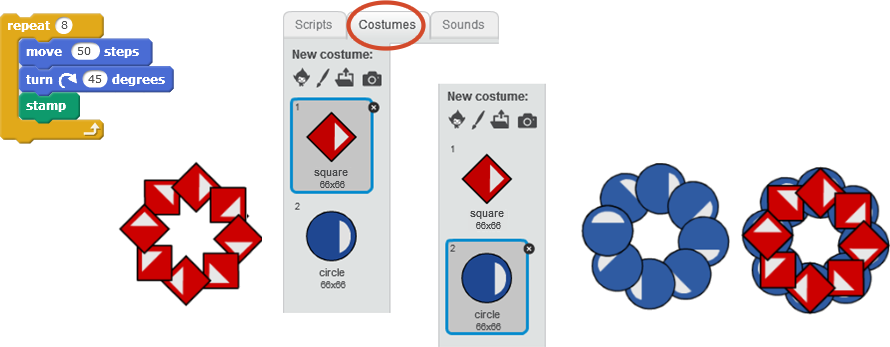 repeat 8
move 50 steps
turn 45 degrees
stamp
Scripts Costumes Sounds
New costume:
1
square
66x66
2
circle
66x66
New costume:
1
square
66x66
2
circle
66x66